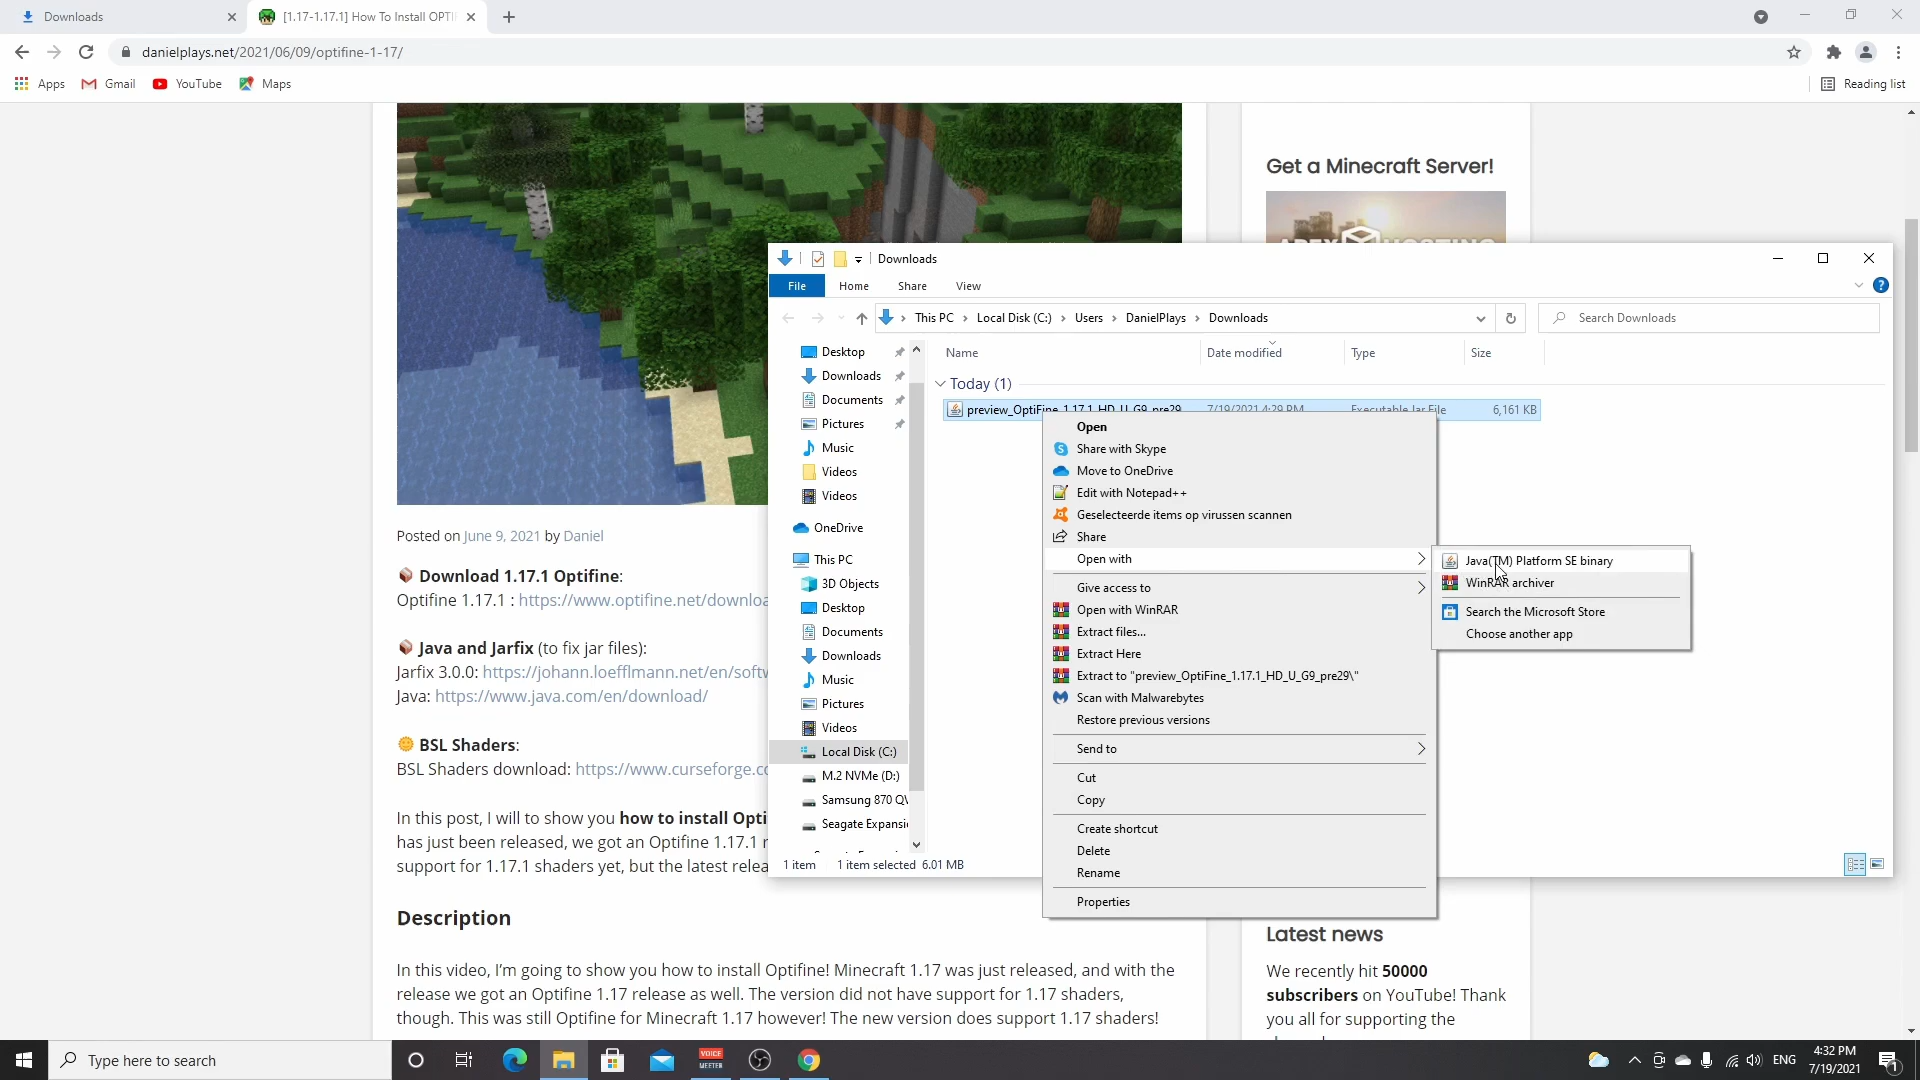 Downloads
[1.17-1.17.1] How To Install OPTIF
danielplays.net/2021/06/09/optifine-1-17/
Apps
Gmail
YouTube
Maps
Reading list
Get a Minecraft Server!
APEX HOSTING
Posted on June 9, 2021 by Daniel
Download 1.17.1 Optifine:
Optifine 1.17.1 : https://www.optifine.net/downloa
Java and Jarfix (to fix jar files):
Jarfix 3.0.0: https://johann.loefflmann.net/en/softw
Java: https://www.java.com/en/download/
BSL Shaders:
BSL Shaders download: https://www.curseforge.co
In this post, I will to show you how to install Opti
has just been released, we got an Optifine 1.17.1 r
support for 1.17.1 shaders yet, but the latest relea
Description
In this video, I'm going to show you how to install Optifine! Minecraft 1.17 was just released, and with the
release we got an Optifine 1.17 release as well. The version did not have support for 1.17 shaders,
though. This was still Optifine for Minecraft 1.17 however! The new version does support 1.17 shaders!
Latest news
We recently hit 50000
subscribers on YouTube! Thank
you all for supporting the
Downloads
File
Home
Share
View
This PC
Local Disk (C:)
Users
DanielPlays
Downloads
Search Downloads
Name
Date modified
Type
Size
Today (1)
preview_OptiFine_1.17.1_HD_U_G9_pre29
7/19/2021 4:29 PM
Executable Jar File
6,161 KB
Desktop
Downloads
Documents
Pictures
Music
Videos
Videos
OneDrive
This PC
3D Objects
Desktop
Documents
Downloads
Music
Pictures
Videos
Local Disk (C:)
M.2 NVMe (D:)
Samsung 870 QV
Seagate Expansi
1 item
1 item selected 6.01 MB
Open
Share with Skype
Move to OneDrive
Edit with Notepad++
Geselecteerde items op virussen scannen
Share
Open with
Give access to
Open with WinRAR
Extract files...
Extract Here
Extract to "preview_OptiFine_1.17.1_HD_U_G9_pre29\"
Scan with Malwarebytes
Restore previous versions
Send to
Cut
Copy
Create shortcut
Delete
Rename
Properties
Java(TM) Platform SE binary
WinRAR archiver
Search the Microsoft Store
Choose another app
Type here to search
VOICE
MEETER
ENG
4:32 PM
7/19/2021
1